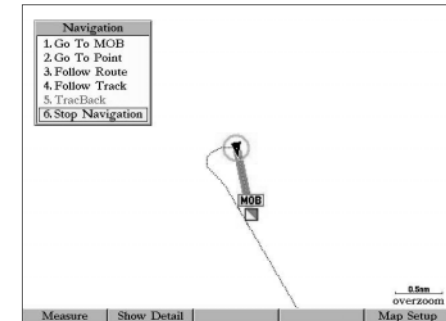 Navigation
1. Go To MOB
2. Go To Point
3. Follow Route
4. Follow Track
5. TracBack
6. Stop Navigation
MOB
0.5nm
overzoom
Measure Show Detail Map Setup